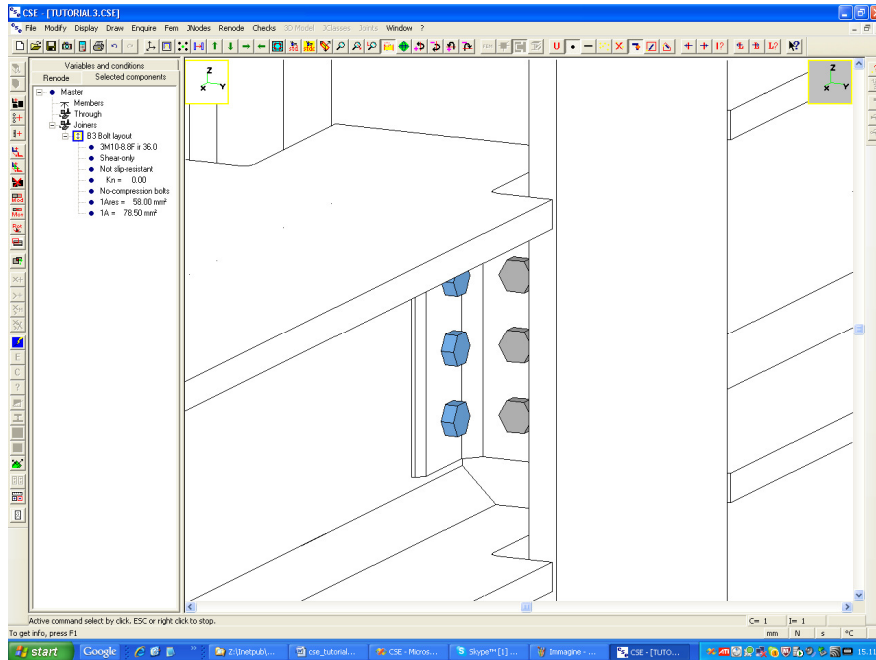 CSE - [TUTORIAL3.CSE]
File Modify Display Draw Enquire Fem JNodes Renode Checks 3D Model JClasses Joints Window ?
Variables and conditions
Renode Selected components
Master
Members
Through
Joiners
B3 Bolt layout
3M10-8.8F ir 36.0
Shear-only
Not slip-resistant
Kn = 0.00
No-compression bolts
1Ares = 58.00 mm²
1A = 78.50 mm²
Z
Y
X
Z
Y
X
Active command select by click. ESC or right click to stop.
C= 1 I= 1
To get info, press F1
mm N s °C
start Google Z:\Inetpub\... cse_tutorial... CSE - Micros... Skype™[1] ... Immagine - ... CSE - [TUTO... 15.11